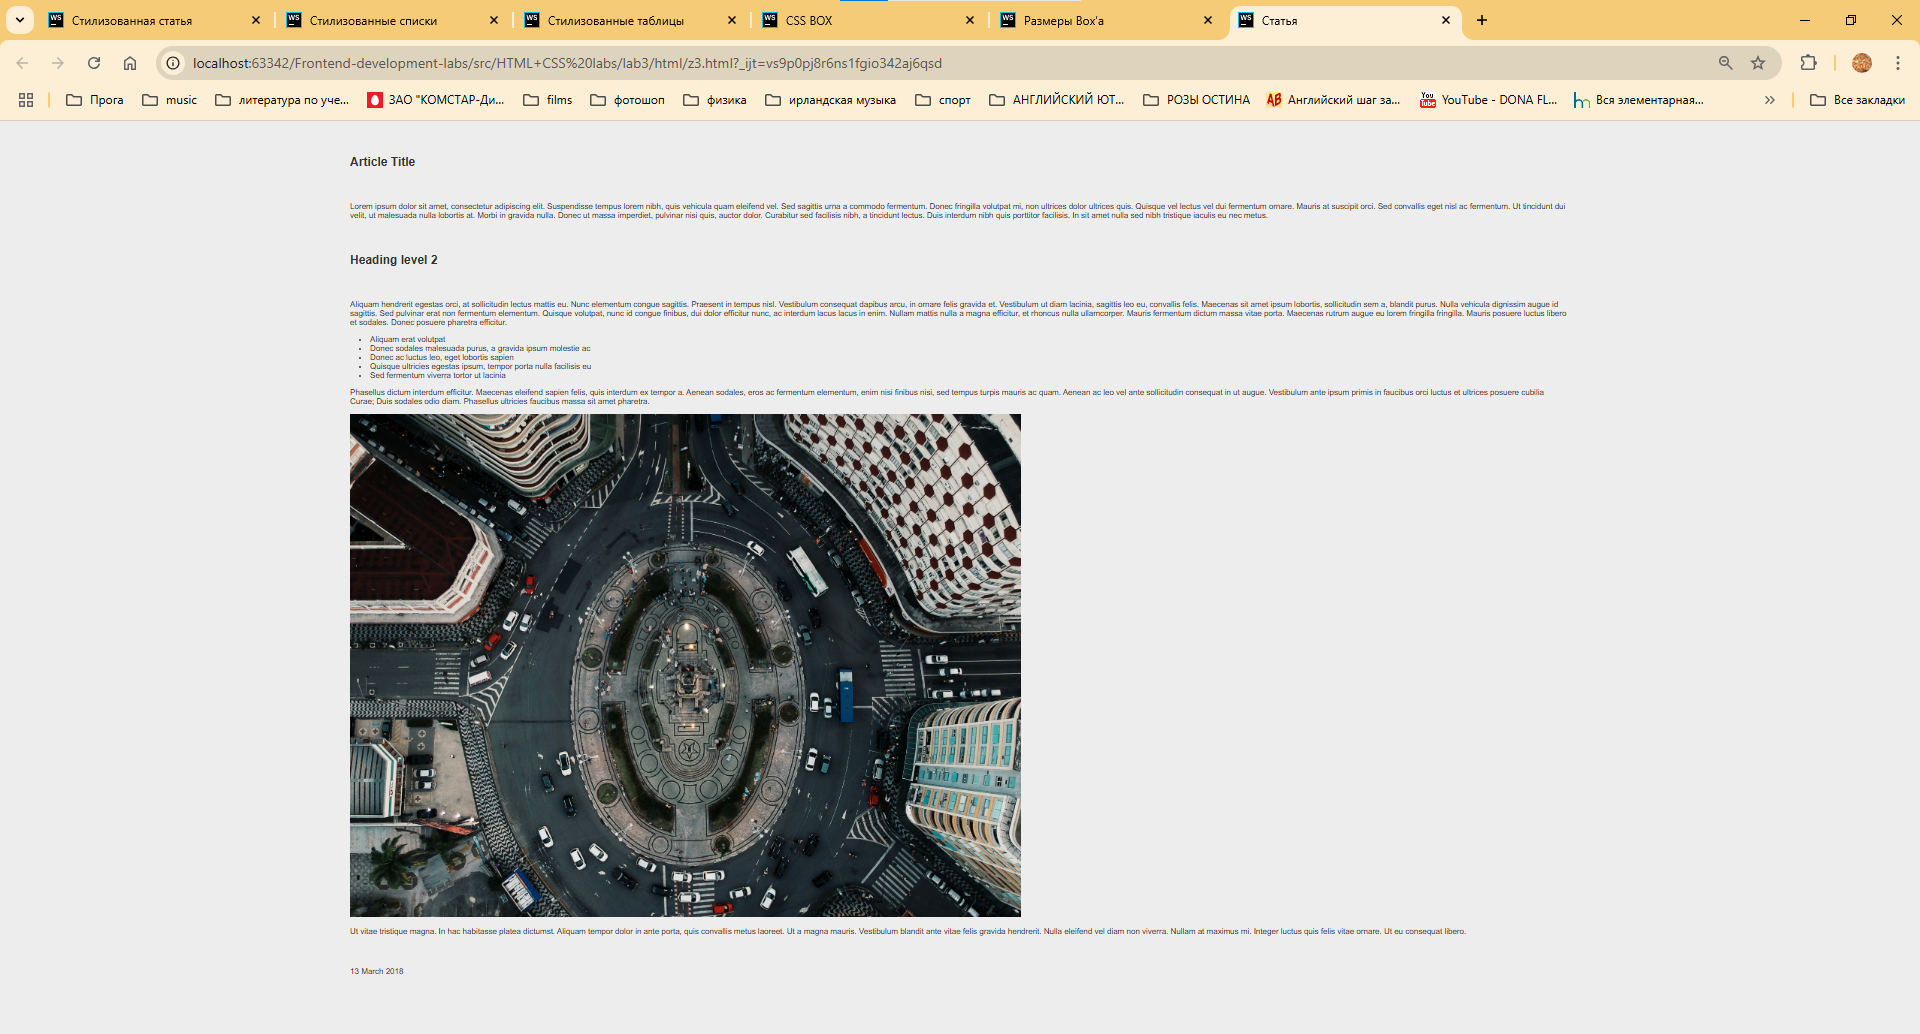 Стилизованная статья
Стилизованные списки
Стилизованные таблицы
CSS BOX
Размеры Box'а
Статья
localhost:63342/Frontend-development-labs/src/HTML+CSS%20labs/lab3/html/z3.html?_ijt=vs9p0pj8r6ns1fgio342aj6qsd
Прога
music
литература по уче...
ЗАО "КОМСТАР-Ди...
films
фотошоп
физика
ирландская музыка
спорт
АНГЛИЙСКИЙ ЮТ...
РОЗЫ ОСТИНА
Английский шаг за...
YouTube - DONA FL...
Вся элементарная...
Все закладки
Article Title
Lorem ipsum dolor sit amet, consectetur adipiscing elit. Suspendisse tempus lorem nibh, quis vehicula quam eleifend vel. Sed sagittis urna a commodo fermentum. Donec fringilla volutpat mi, non ultrices dolor ultrices quis. Quisque vel lectus vel dui fermentum ornare. Mauris at suscipit orci. Sed convallis eget nisl ac fermentum. Ut tincidunt dui
velit, ut malesuada nulla lobortis at. Morbi in gravida nulla. Donec ut massa imperdiet, pulvinar nisi quis, auctor dolor. Curabitur sed facilisis nibh, a tincidunt lectus. Duis interdum nibh quis porttitor facilisis. In sit amet nulla sed nibh tristique iaculis eu nec metus.
Heading level 2
Aliquam hendrerit egestas orci, at sollicitudin lectus mattis eu. Nunc elementum congue sagittis. Praesent in tempus nisl. Vestibulum consequat dapibus arcu, in ornare felis gravida et. Vestibulum ut diam lacinia, sagittis leo eu, convallis felis. Maecenas sit amet ipsum lobortis, sollicitudin sem a, blandit purus. Nulla vehicula dignissim augue id
sagittis. Sed pulvinar erat non fermentum elementum. Quisque volutpat, nunc id congue finibus, dui dolor efficitur nunc, ac interdum lacus lacus in enim. Nullam mattis nulla a magna efficitur, et rhoncus nulla ullamcorper. Mauris fermentum dictum massa vitae porta. Maecenas rutrum augue eu lorem fringilla fringilla. Mauris posuere luctus libero
et sodales. Donec posuere pharetra efficitur.
Aliquam erat volutpat
Donec sodales malesuada purus, a gravida ipsum molestie ac
Donec ac luctus leo, eget lobortis sapien
Quisque ultricies egestas ipsum, tempor porta nulla facilisis eu
Sed fermentum viverra tortor ut lacinia
Phasellus dictum interdum efficitur. Maecenas eleifend sapien felis, quis interdum ex tempor a. Aenean sodales, eros ac fermentum elementum, enim nisi finibus nisi, sed tempus turpis mauris ac quam. Aenean ac leo vel ante sollicitudin consequat in ut augue. Vestibulum ante ipsum primis in faucibus orci luctus et ultrices posuere cubilia
Curae; Duis sodales odio diam. Phasellus ultricies faucibus massa sit amet pharetra.
Ut vitae tristique magna. In hac habitasse platea dictumst. Aliquam tempor dolor in ante porta, quis convallis metus laoreet. Ut a magna mauris. Vestibulum blandit ante vitae felis gravida hendrerit. Nulla eleifend vel diam non viverra. Nullam at maximus mi. Integer luctus quis felis vitae ornare. Ut eu consequat libero.
13 March 2018